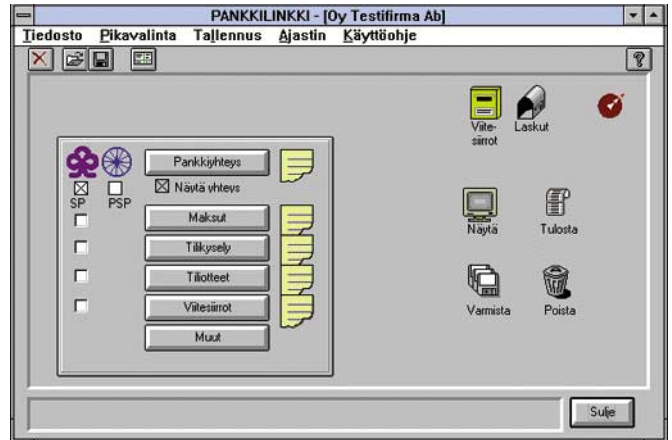 PANKKILINKKI - [Oy Testifirma Ab]
Tiedosto Pikavalinta Tallennus Ajastin Käyttöohje
?
Viite-
siirrot
Laskut
Pankkiyhteys
Näytä yhteys
SP PSP
Maksut
Tilikysely
Tiliotteet
Viitesiirrot
Muut
Näytä Tulosta
Varmista Poista
Sulje